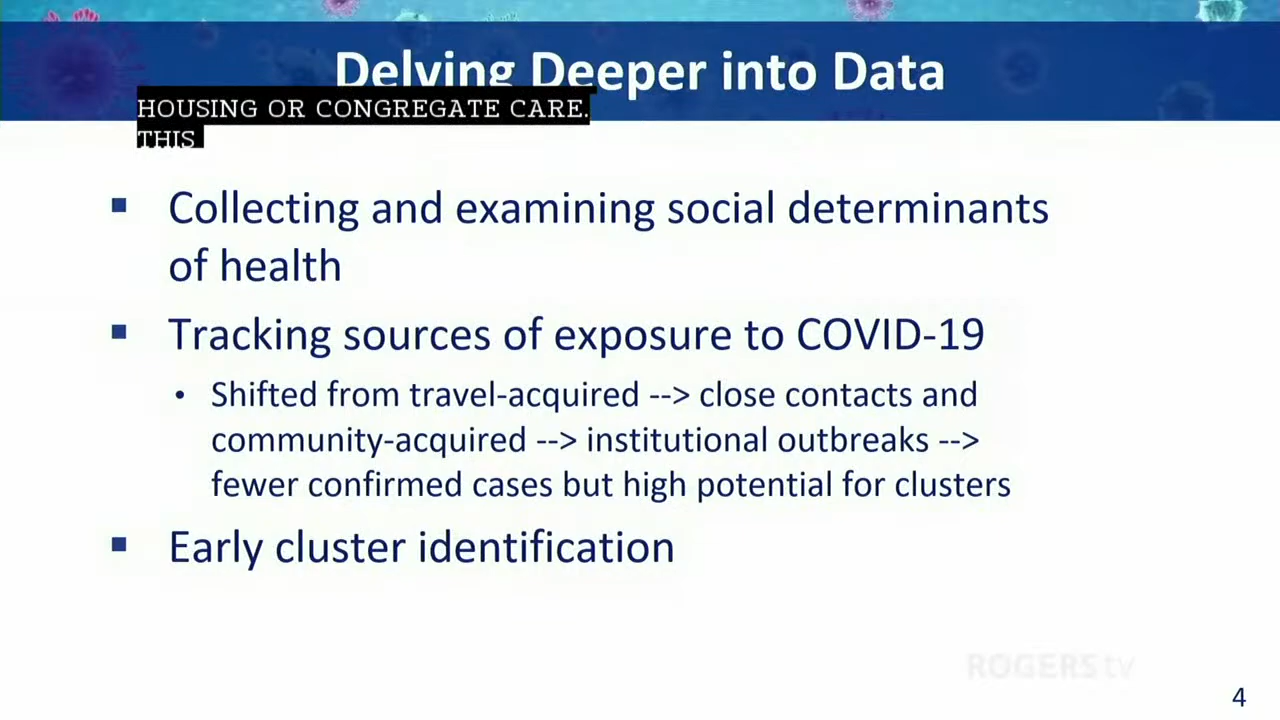 Delving Deeper into Data
HOUSING OR CONGREGATE CARE.
THIS
▪ Collecting and examining social determinants
of health
▪ Tracking sources of exposure to COVID-19
• Shifted from travel-acquired --> close contacts and
community-acquired --> institutional outbreaks -->
fewer confirmed cases but high potential for clusters
▪ Early cluster identification
ROGERS tv
4